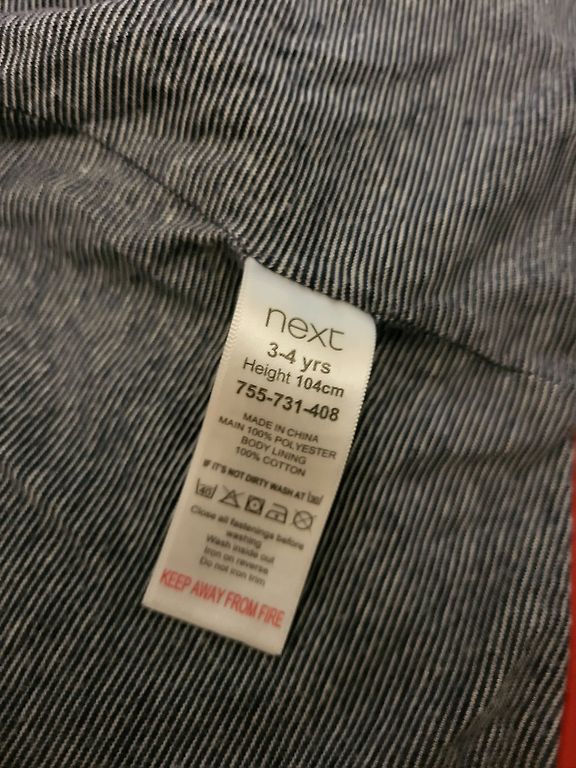 next
3-4 yrs
Height 104cm
755-731-408
MADE IN CHINA
MAIN 100% POLYESTER
BODY LINING
100% COTTON
IF IT'S NOT DIRTY WASH AT 30
40
Close all fastenings before
washing
Wash inside out
Iron on reverse
Do not iron trim
KEEP AWAY FROM FIRE